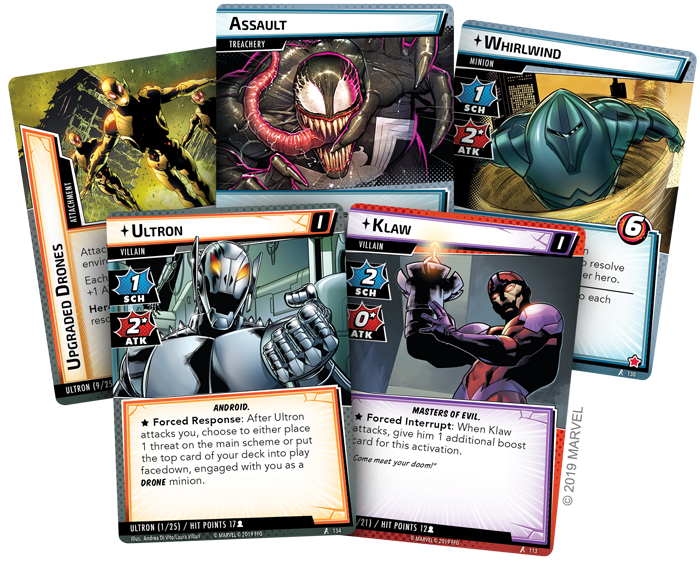 ASSAULT
TREACHERY
WHIRLWIND
MINION
1
SCH
2
ATK
6
resolve
er hero.
to each
130
ATTACHMENT
UPGRADED DRONES
Attac
envir
Each
+1 A
Her
reso
ULTRON (9/25
ULTRON
I
VILLAIN
1
SCH
2
ATK
ANDROID.
★ Forced Response: After Ultron
attacks you, choose to either place
1 threat on the main scheme or put
the top card of your deck into play
facedown, engaged with you as a
DRONE minion.
ULTRON (1/25) / HIT POINTS 17
Illus. Andrea Di Vito/Laura Villari
© MARVEL © 2019 FFG
134
KLAW
I
VILLAIN
2
SCH
0
ATK
MASTERS OF EVIL.
★ Forced Interrupt: When Klaw
attacks, give him 1 additional boost
card for this activation.
"Come meet your doom!"
/21) / HIT POINTS 12
© MARVEL © 2019 FFG
113
© 2019 MARVEL